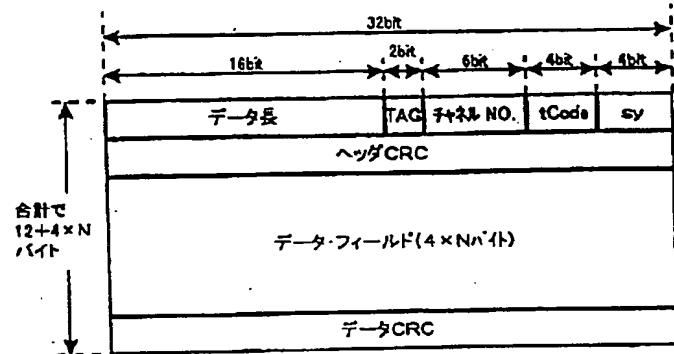 32bit
16bit 2bit 6bit 4bit 4bit
データ長 TAG チャネル NO. tCode sy
ヘッダCRC
合計で
12+4×N
バイト
データ・フィールド(4×Nバイト)
データCRC